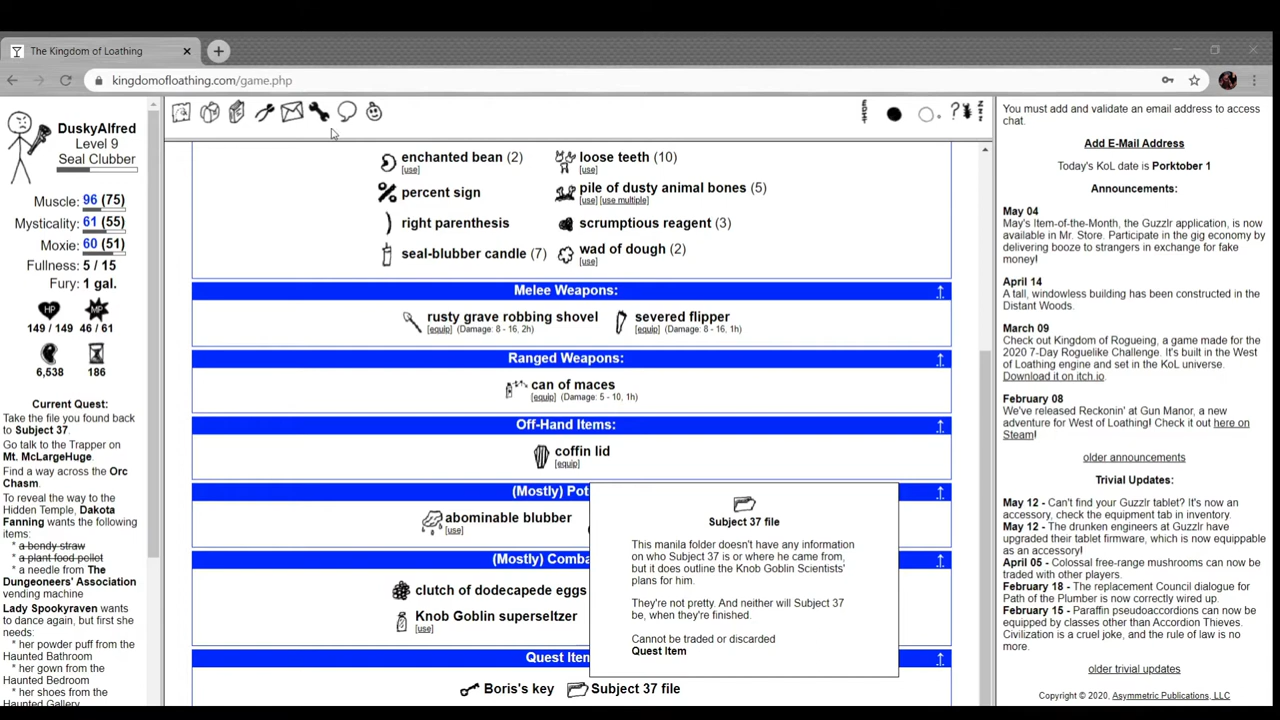 The Kingdom of Loathing
kingdomofloathing.com/game.php
DuskyAlfred
Level 9
Seal Clubber
Muscle: 96 (75)
Mysticality: 61 (55)
Moxie: 60 (51)
Fullness: 5 / 15
Fury: 1 gal.
HP MP
149 / 149 46 / 61
6,538 186
Current Quest:
Take the file you found back
to Subject 37.
Go talk to the Trapper on
Mt. McLargeHuge.
Find a way across the Orc
Chasm.
To reveal the way to the
Hidden Temple, Dakota
Fanning wants the following
items:
* a bendy straw
* a plant food pellet
* a needle from The
Dungeoneers' Association
vending machine
Lady Spookyraven wants
to dance again, but first she
needs:
* her powder puff from the
Haunted Bathroom
* her gown from the
Haunted Bedroom
* her shoes from the
Haunted Gallery
enchanted bean (2) loose teeth (10)
[use] [use]
percent sign pile of dusty animal bones (5)
[use] [use multiple]
right parenthesis scrumptious reagent (3)
seal-blubber candle (7) wad of dough (2)
[use]
Melee Weapons:
rusty grave robbing shovel severed flipper
[equip] (Damage: 8 - 16, 2h) [equip] (Damage: 8 - 16, 1h)
Ranged Weapons:
can of maces
[equip] (Damage: 5 - 10, 1h)
Off-Hand Items:
coffin lid
[equip]
(Mostly) Pot
abominable blubber
[use]
(Mostly) Comba
clutch of dodecapede eggs
Knob Goblin superseltzer
[use]
Quest Iten
Boris's key Subject 37 file
Subject 37 file
This manila folder doesn't have any information
on who Subject 37 is or where he came from,
but it does outline the Knob Goblin Scientists'
plans for him.
They're not pretty. And neither will Subject 37
be, when they're finished.
Cannot be traded or discarded
Quest Item
You must add and validate an email address to access
chat.
Add E-Mail Address
Today's KoL date is Porktober 1
Announcements:
May 04
May's Item-of-the-Month, the Guzzlr application, is now
available in Mr. Store. Participate in the gig economy by
delivering booze to strangers in exchange for fake
money!
April 14
A tall, windowless building has been constructed in the
Distant Woods.
March 09
Check out Kingdom of Rogueing, a game made for the
2020 7-Day Roguelike Challenge. It's built in the West
of Loathing engine and set in the KoL universe.
Download it on itch.io.
February 08
We've released Reckonin' at Gun Manor, a new
adventure for West of Loathing! Check it out here on
Steam!
older announcements
Trivial Updates:
May 12 - Can't find your Guzzlr tablet? It's now an
accessory, check the equipment tab in inventory.
May 12 - The drunken engineers at Guzzlr have
upgraded their tablet firmware, which is now equippable
as an accessory!
April 05 - Colossal free-range mushrooms can now be
traded with other players.
February 18 - The replacement Council dialogue for
Path of the Plumber is now correctly wired up.
February 15 - Paraffin pseudoaccordions can now be
equipped by classes other than Accordion Thieves.
Civilization is a cruel joke, and the rule of law is no
more.
older trivial updates
Copyright © 2020, Asymmetric Publications, LLC